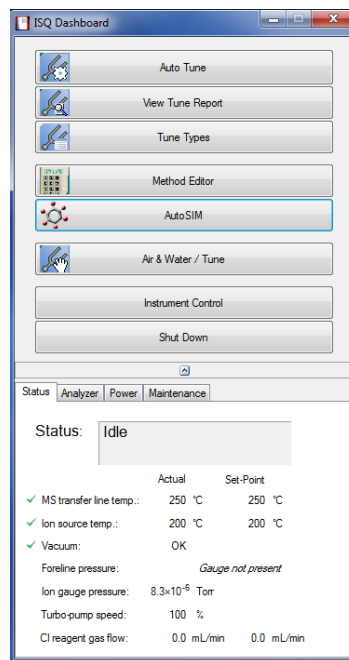 ISQ Dashboard
Auto Tune
View Tune Report
Tune Types
Method Editor
AutoSIM
Air & Water / Tune
Instrument Control
Shut Down
Status Analyzer Power Maintenance
Status: Idle
Actual Set-Point
MS transfer line temp.: 250 °C 250 °C
Ion source temp.: 200 °C 200 °C
Vacuum: OK
Foreline pressure: Gauge not present
Ion gauge pressure: 8.3×10⁻⁶ Torr
Turbo-pump speed: 100 %
CI reagent gas flow: 0.0 mL/min 0.0 mL/min